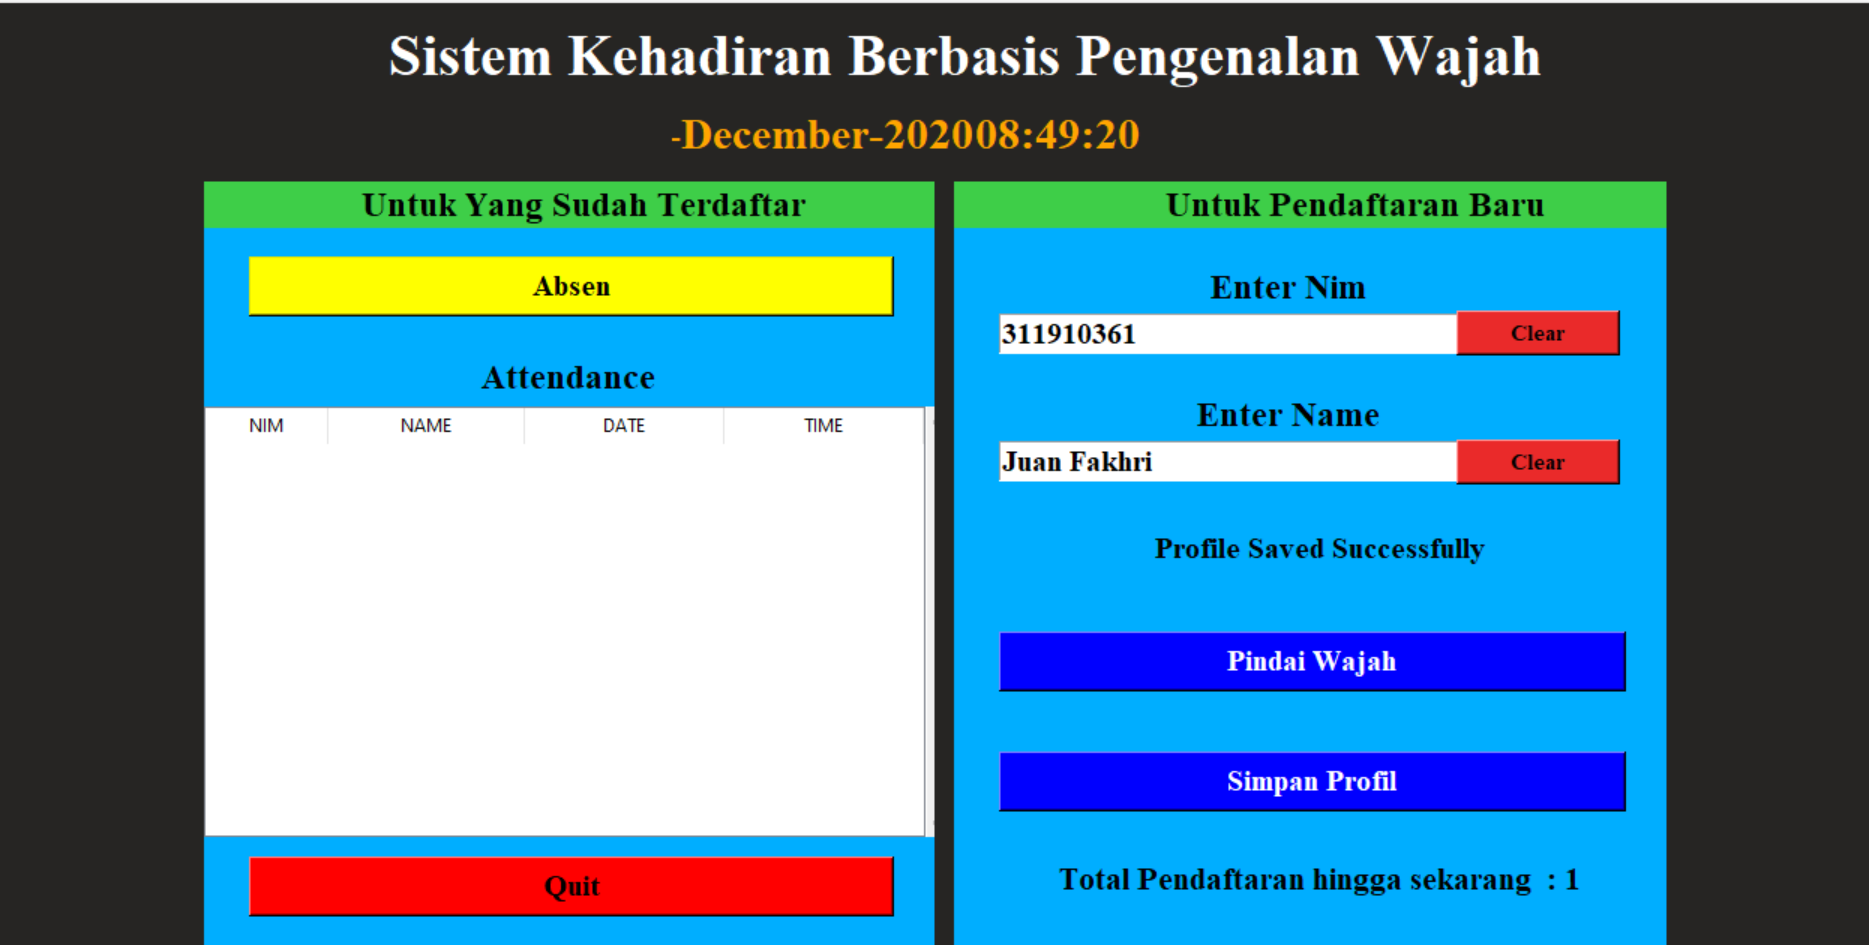 Sistem Kehadiran Berbasis Pengenalan Wajah
-December-202008:49:20
Untuk Yang Sudah Terdaftar
Absen
Attendance
NIM NAME DATE TIME
Quit
Untuk Pendaftaran Baru
Enter Nim
311910361 Clear
Enter Name
Juan Fakhri Clear
Profile Saved Successfully
Pindai Wajah
Simpan Profil
Total Pendaftaran hingga sekarang : 1